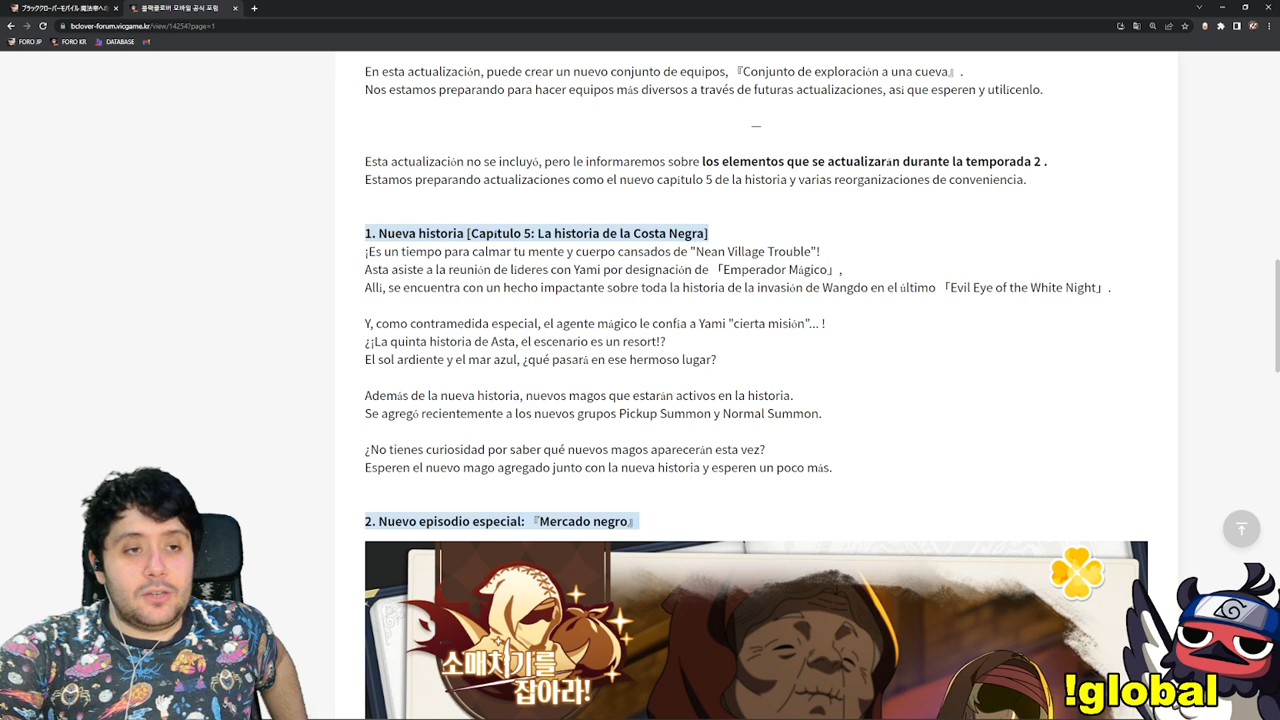 ブラッククローバーモバイル 魔法帝への
블랙클로버 모바일 공식 포럼
bclover-forum.vicgame.kr/view/14254?page=1
FORO JP
FORO KR
DATABASE
En esta actualización, puede crear un nuevo conjunto de equipos, 『Conjunto de exploración a una cueva』.
Nos estamos preparando para hacer equipos más diversos a través de futuras actualizaciones, así que esperen y utilícenlo.
—
Esta actualización no se incluyó, pero le informaremos sobre los elementos que se actualizarán durante la temporada 2 .
Estamos preparando actualizaciones como el nuevo capítulo 5 de la historia y varias reorganizaciones de conveniencia.
1. Nueva historia [Capítulo 5: La historia de la Costa Negra]
¡Es un tiempo para calmar tu mente y cuerpo cansados de "Nean Village Trouble"!
Asta asiste a la reunión de líderes con Yami por designación de 「Emperador Mágico」,
Allí, se encuentra con un hecho impactante sobre toda la historia de la invasión de Wangdo en el último 「Evil Eye of the White Night」.
Y, como contramedida especial, el agente mágico le confía a Yami "cierta misión"... !
¿¡La quinta historia de Asta, el escenario es un resort!?
El sol ardiente y el mar azul, ¿qué pasará en ese hermoso lugar?
Además de la nueva historia, nuevos magos que estarán activos en la historia.
Se agregó recientemente a los nuevos grupos Pickup Summon y Normal Summon.
¿No tienes curiosidad por saber qué nuevos magos aparecerán esta vez?
Esperen el nuevo mago agregado junto con la nueva historia y esperen un poco más.
2. Nuevo episodio especial: 『Mercado negro』
소매치기를
잡아라!
!global